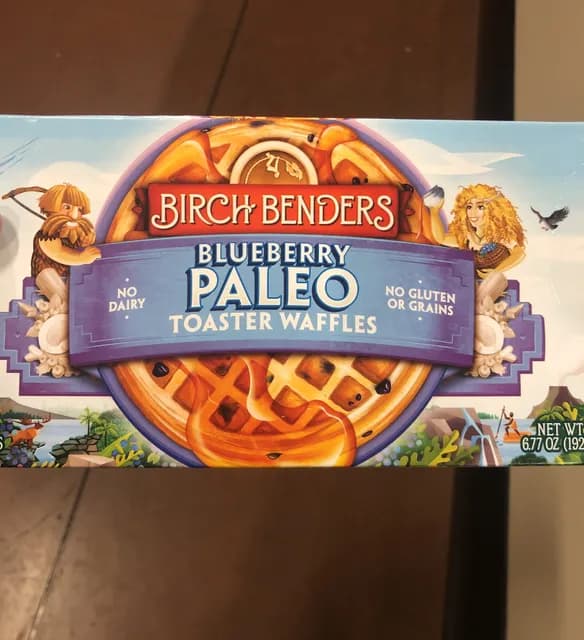 BIRCH BENDERS
BLUEBERRY
PALEO
TOASTER WAFFLES
NO
DAIRY
NO GLUTEN
OR GRAINS
NET WT
6.77 OZ (192